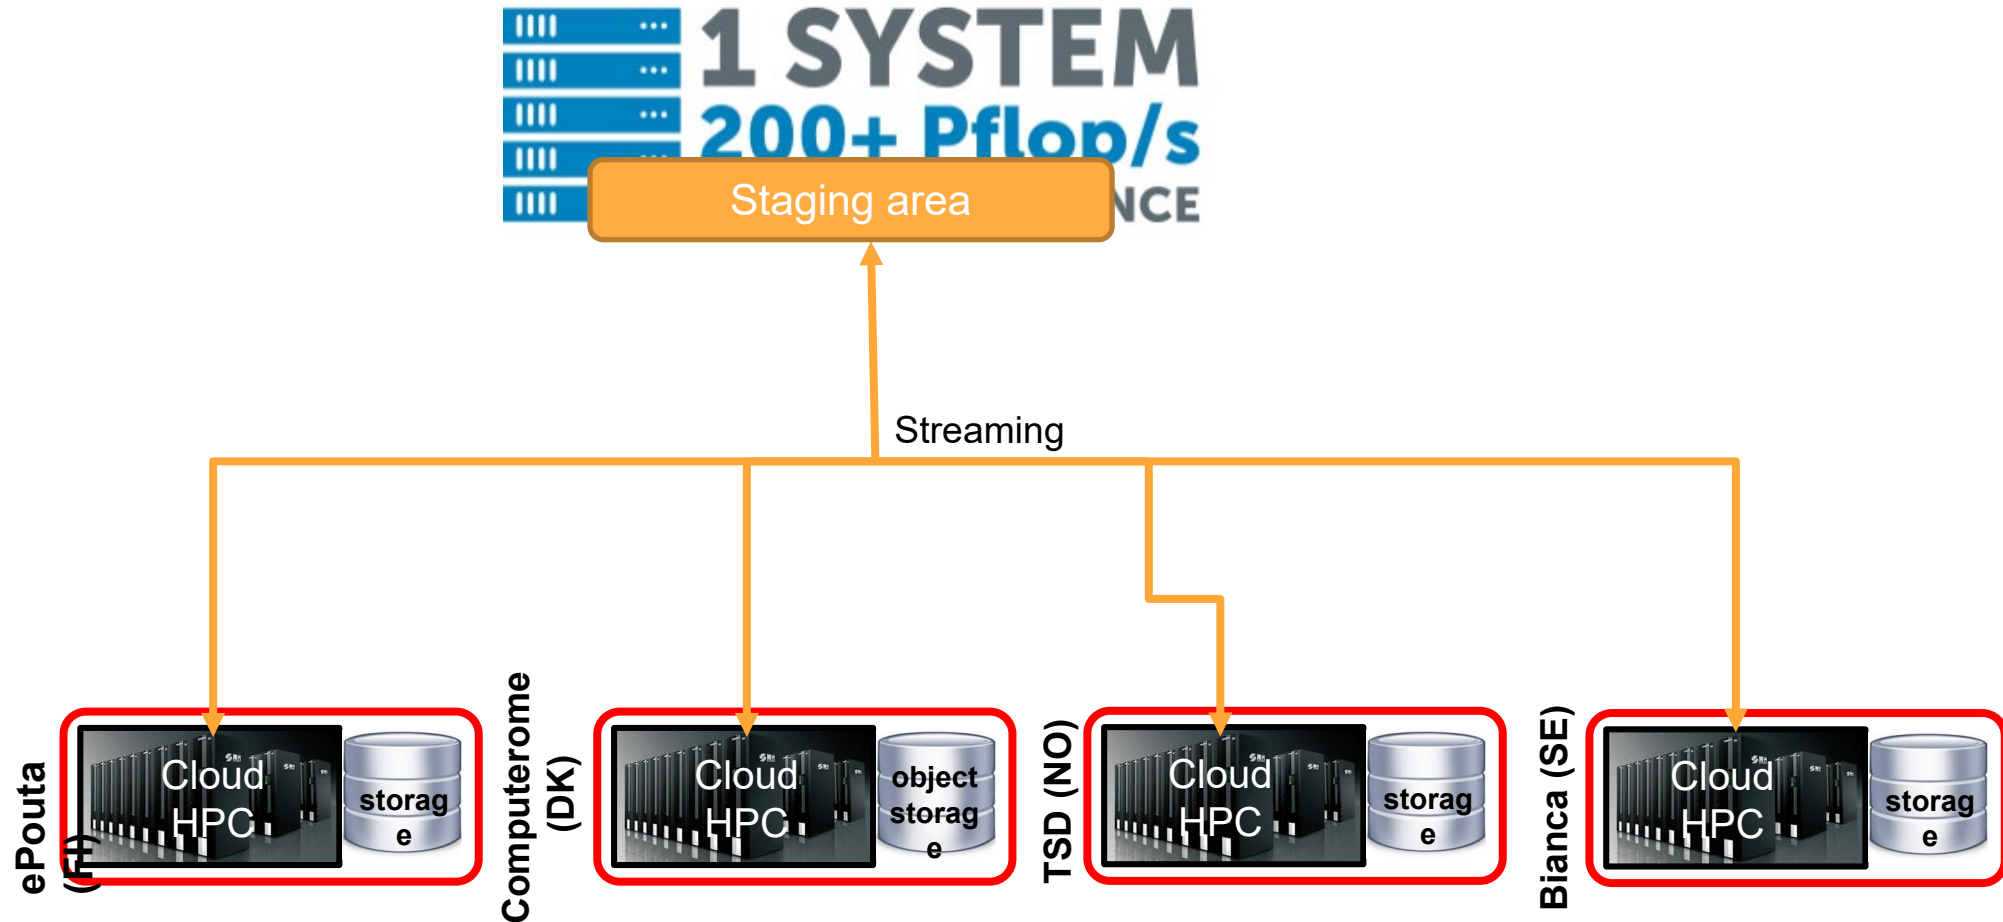 1 SYSTEM
200+ Pflop/s
NCE
Staging area
Streaming
ePouta
(FI)
Cloud
HPC
storag
e
Computerome
(DK)
Cloud
HPC
object
storag
e
TSD (NO)
Cloud
HPC
storag
e
Bianca (SE)
Cloud
HPC
storag
e